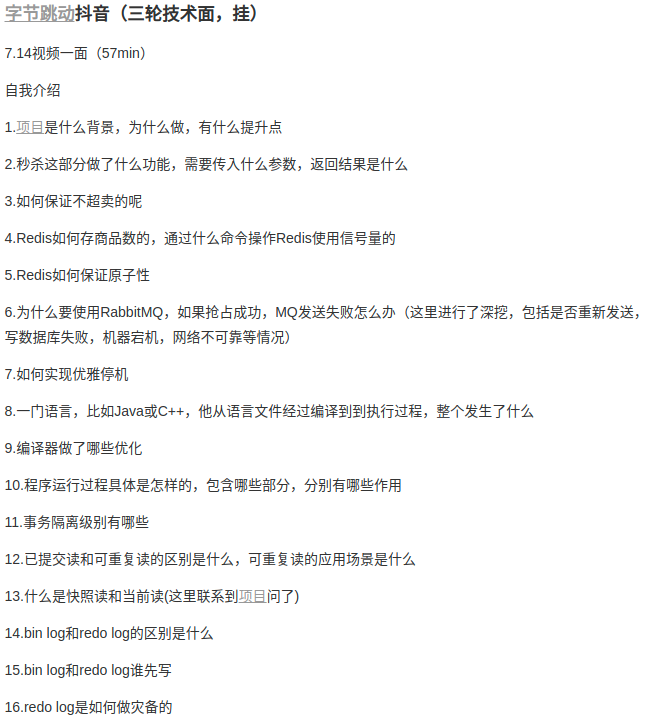 字节跳动抖音（三轮技术面，挂）
7.14视频一面（57min）
自我介绍
1.项目是什么背景，为什么做，有什么提升点
2.秒杀这部分做了什么功能，需要传入什么参数，返回结果是什么
3.如何保证不超卖的呢
4.Redis如何存商品数的，通过什么命令操作Redis使用信号量的
5.Redis如何保证原子性
6.为什么要使用RabbitMQ，如果抢占成功，MQ发送失败怎么办（这里进行了深挖，包括是否重新发送，
写数据库失败，机器宕机，网络不可靠等情况）
7.如何实现优雅停机
8.一门语言，比如Java或C++，他从语言文件经过编译到到执行过程，整个发生了什么
9.编译器做了哪些优化
10.程序运行过程具体是怎样的，包含哪些部分，分别有哪些作用
11.事务隔离级别有哪些
12.已提交读和可重复读的区别是什么，可重复读的应用场景是什么
13.什么是快照读和当前读(这里联系到项目问了)
14.bin log和redo log的区别是什么
15.bin log和redo log谁先写
16.redo log是如何做灾备的